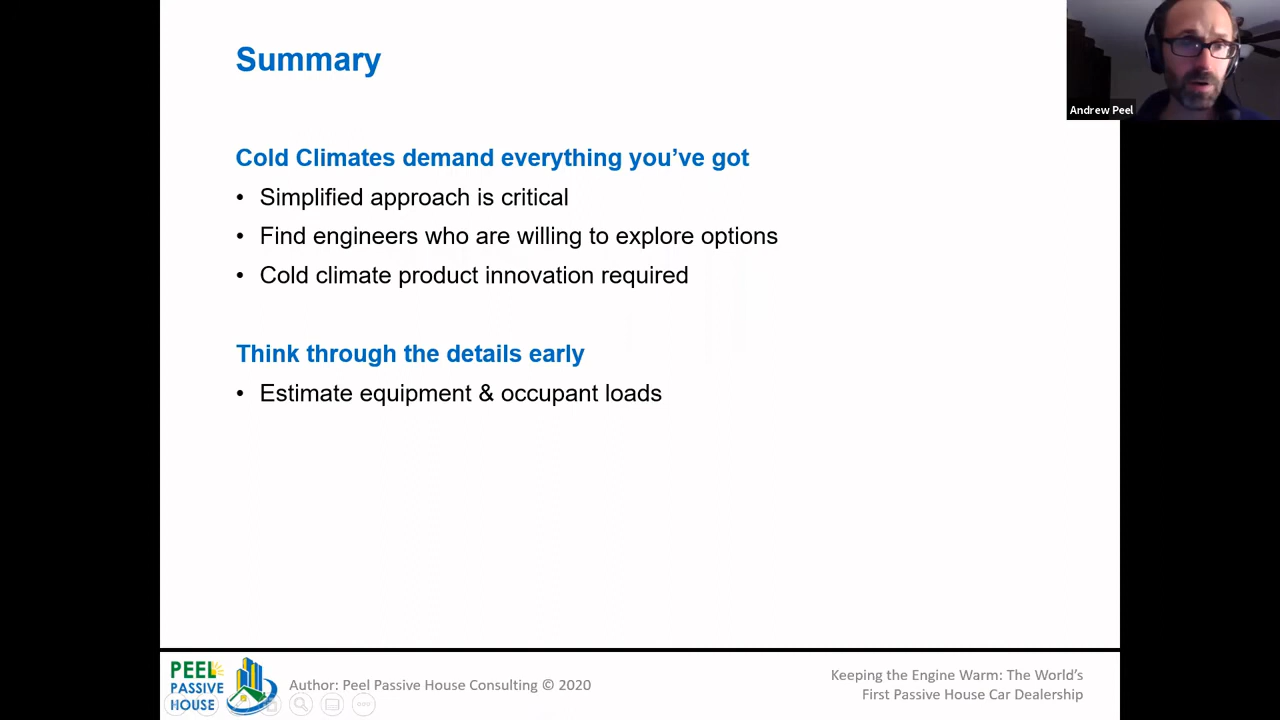 Summary
Andrew Peel
Cold Climates demand everything you’ve got
• Simplified approach is critical
• Find engineers who are willing to explore options
• Cold climate product innovation required
Think through the details early
• Estimate equipment & occupant loads
PEEL
PASSIVE
HOUSE
Author: Peel Passive House Consulting © 2020
Keeping the Engine Warm: The World’s
First Passive House Car Dealership